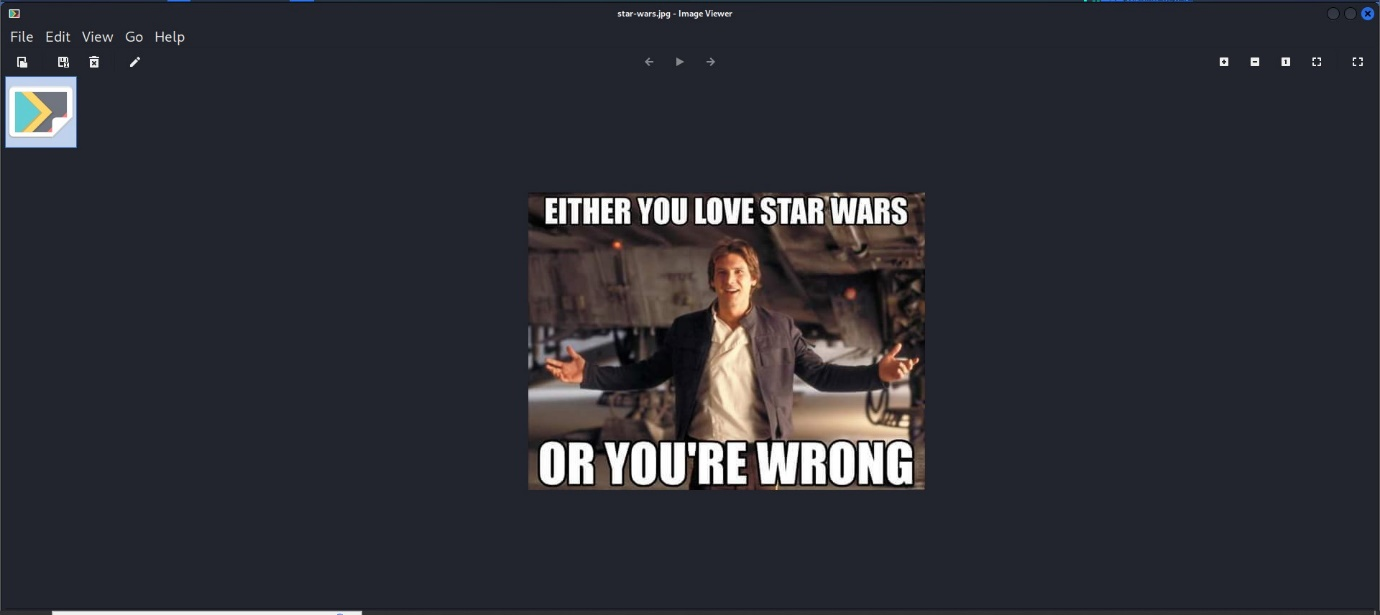 star-wars.jpg - Image Viewer
File Edit View Go Help
EITHER YOU LOVE STAR WARS
OR YOU'RE WRONG